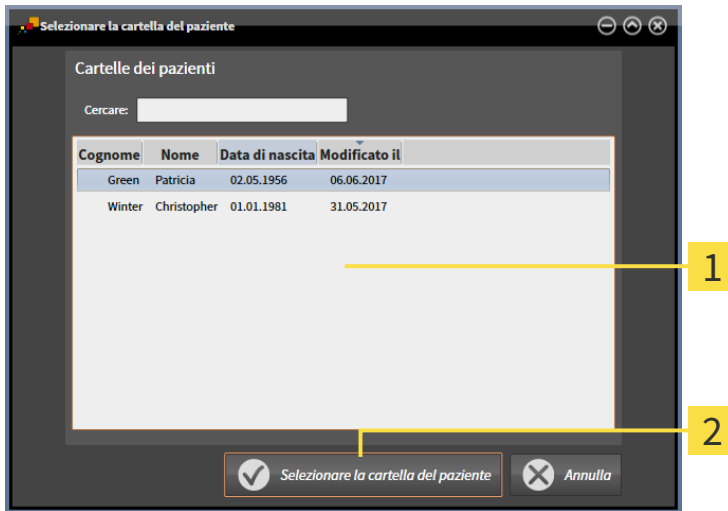 Selezionare la cartella del paziente
Cartelle dei pazienti
Cercare:
Cognome Nome Data di nascita Modificato il
Green Patricia 02.05.1956 06.06.2017
Winter Christopher 01.01.1981 31.05.2017
1
2
Selezionare la cartella del paziente Annulla